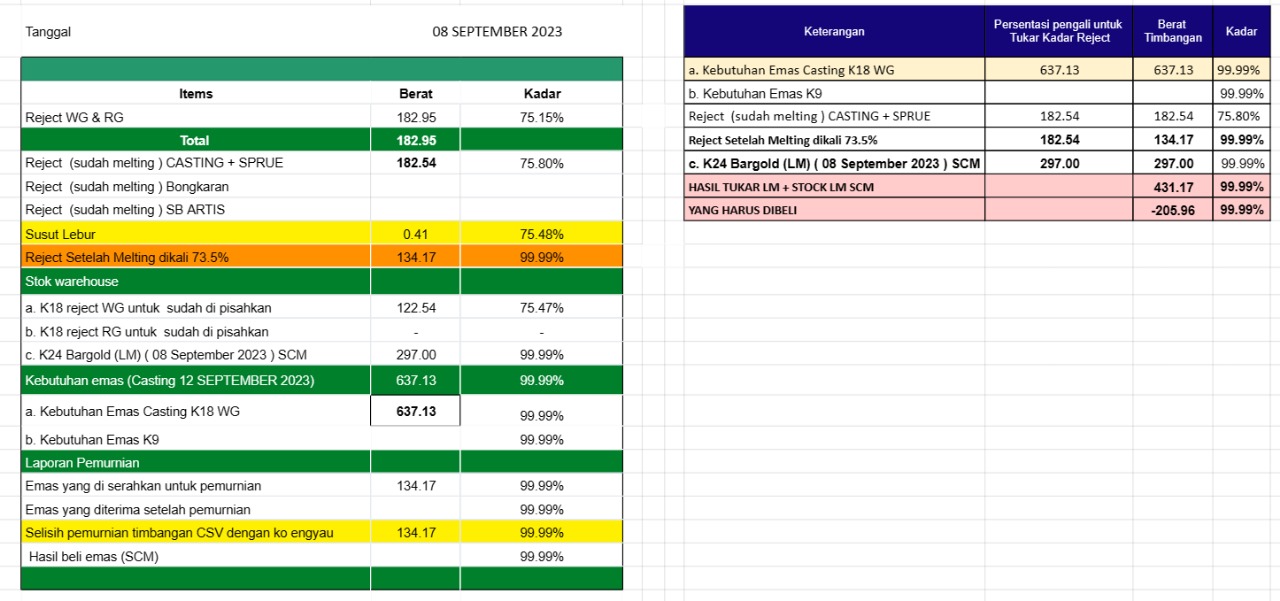 Tanggal 08 SEPTEMBER 2023
Items Berat Kadar
Reject WG & RG 182.95 75.15%
Total 182.95
Reject (sudah melting ) CASTING + SPRUE 182.54 75.80%
Reject (sudah melting ) Bongkaran
Reject (sudah melting ) SB ARTIS
Susut Lebur 0.41 75.48%
Reject Setelah Melting dikali 73.5% 134.17 99.99%
Stok warehouse
a. K18 reject WG untuk sudah di pisahkan 122.54 75.47%
b. K18 reject RG untuk sudah di pisahkan - -
c. K24 Bargold (LM) ( 08 September 2023 ) SCM 297.00 99.99%
Kebutuhan emas (Casting 12 SEPTEMBER 2023) 637.13 99.99%
a. Kebutuhan Emas Casting K18 WG 637.13 99.99%
b. Kebutuhan Emas K9 99.99%
Laporan Pemurnian
Emas yang di serahkan untuk pemurnian 134.17 99.99%
Emas yang diterima setelah pemurnian 99.99%
Selisih pemurnian timbangan CSV dengan ko engyau 134.17 99.99%
Hasil beli emas (SCM) 99.99%
Keterangan Persentasi pengali untuk Tukar Kadar Reject Berat Timbangan Kadar
a. Kebutuhan Emas Casting K18 WG 637.13 637.13 99.99%
b. Kebutuhan Emas K9 99.99%
Reject (sudah melting ) CASTING + SPRUE 182.54 182.54 75.80%
Reject Setelah Melting dikali 73.5% 182.54 134.17 99.99%
c. K24 Bargold (LM) ( 08 September 2023 ) SCM 297.00 297.00 99.99%
HASIL TUKAR LM + STOCK LM SCM 431.17 99.99%
YANG HARUS DIBELI -205.96 99.99%